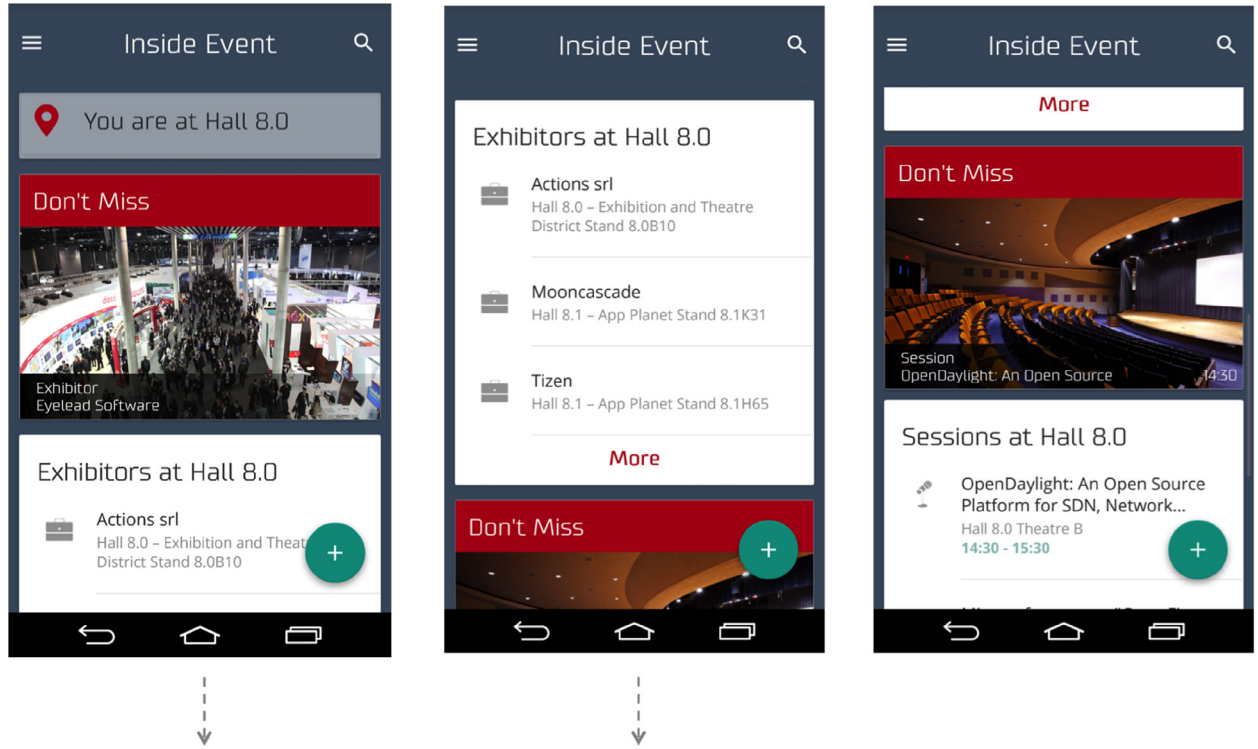 Inside Event
You are at Hall 8.0
Don't Miss
Exhibitor
Eyelead Software
Exhibitors at Hall 8.0
Actions srl
Hall 8.0 – Exhibition and Theat
District Stand 8.0B10
+
Inside Event
Exhibitors at Hall 8.0
Actions srl
Hall 8.0 – Exhibition and Theatre
District Stand 8.0B10
Mooncascade
Hall 8.1 – App Planet Stand 8.1K31
Tizen
Hall 8.1 – App Planet Stand 8.1H65
More
Don't Miss
+
Inside Event
More
Don't Miss
Session
OpenDaylight: An Open Source
14:30
Sessions at Hall 8.0
OpenDaylight: An Open Source
Platform for SDN, Network...
Hall 8.0 Theatre B
14:30 - 15:30
+